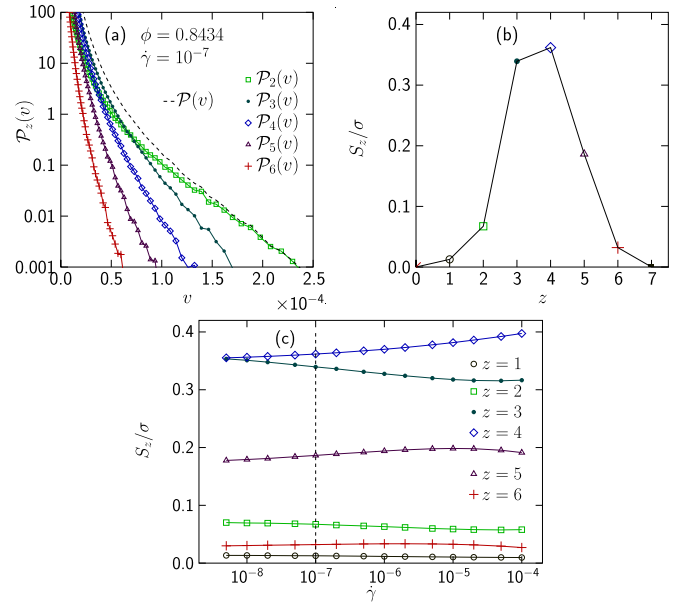 (a)
ϕ = 0.8434
γ̇ = 10⁻⁷
𝒫₂(v)
𝒫₃(v)
𝒫₄(v)
𝒫₅(v)
𝒫₆(v)
--𝒫(v)
𝒫_z(v)
100
10
1
0.1
0.01
0.001
0.0
0.5
1.0
1.5
2.0
2.5
v
×10⁻⁴
(b)
S_z/σ
0.4
0.3
0.2
0.1
0.0
0 1 2 3 4 5 6 7
z
(c)
S_z/σ
0.4
0.3
0.2
0.1
0.0
z = 1
z = 2
z = 3
z = 4
z = 5
z = 6
10⁻⁸ 10⁻⁷ 10⁻⁶ 10⁻⁵ 10⁻⁴
γ̇